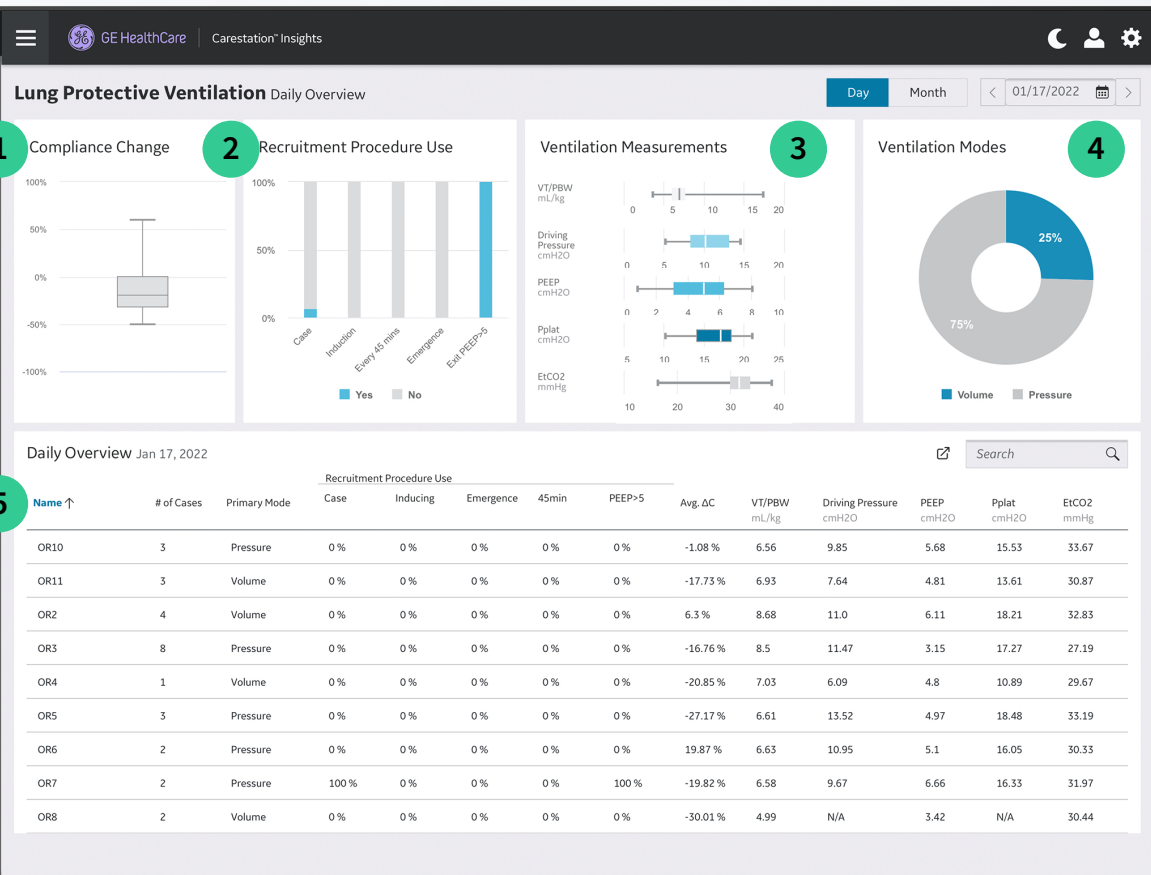 GE HealthCare Carestation™ Insights
Lung Protective Ventilation Daily Overview
Day Month 01/17/2022
1 Compliance Change
100%
50%
0%
-50%
-100%
2 Recruitment Procedure Use
100%
50%
0%
Case Induction Every 45 mins Emergence Exit PEEP>5
Yes No
Ventilation Measurements 3
VT/PBW
mL/kg
0 5 10 15 20
Driving
Pressure
cmH2O
0 5 10 15 20
PEEP
cmH2O
0 2 4 6 8 10
Pplat
cmH2O
5 10 15 20 25
EtCO2
mmHg
10 20 30 40
Ventilation Modes 4
25%
75%
Volume Pressure
Daily Overview Jan 17, 2022 Search
Recruitment Procedure Use
5 Name ↑ # of Cases Primary Mode Case Inducing Emergence 45min PEEP>5 Avg. ΔC VT/PBW Driving Pressure PEEP Pplat EtCO2
mL/kg cmH2O cmH2O cmH2O mmHg
OR10 3 Pressure 0 % 0 % 0 % 0 % 0 % -1.08 % 6.56 9.85 5.68 15.53 33.67
OR11 3 Volume 0 % 0 % 0 % 0 % 0 % -17.73 % 6.93 7.64 4.81 13.61 30.87
OR2 4 Volume 0 % 0 % 0 % 0 % 0 % 6.3 % 8.68 11.0 6.11 18.21 32.83
OR3 8 Pressure 0 % 0 % 0 % 0 % 0 % -16.76 % 8.5 11.47 3.15 17.27 27.19
OR4 1 Volume 0 % 0 % 0 % 0 % 0 % -20.85 % 7.03 6.09 4.8 10.89 29.67
OR5 3 Pressure 0 % 0 % 0 % 0 % 0 % -27.17 % 6.61 13.52 4.97 18.48 33.19
OR6 2 Pressure 0 % 0 % 0 % 0 % 0 % 19.87 % 6.63 10.95 5.1 16.05 30.33
OR7 2 Pressure 100 % 0 % 0 % 0 % 100 % -19.82 % 6.58 9.67 6.66 16.33 31.97
OR8 2 Volume 0 % 0 % 0 % 0 % 0 % -30.01 % 4.99 N/A 3.42 N/A 30.44